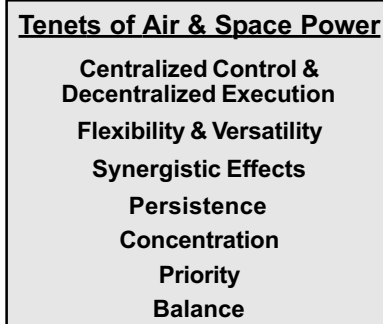 Tenets of Air & Space Power
Centralized Control &
Decentralized Execution
Flexibility & Versatility
Synergistic Effects
Persistence
Concentration
Priority
Balance